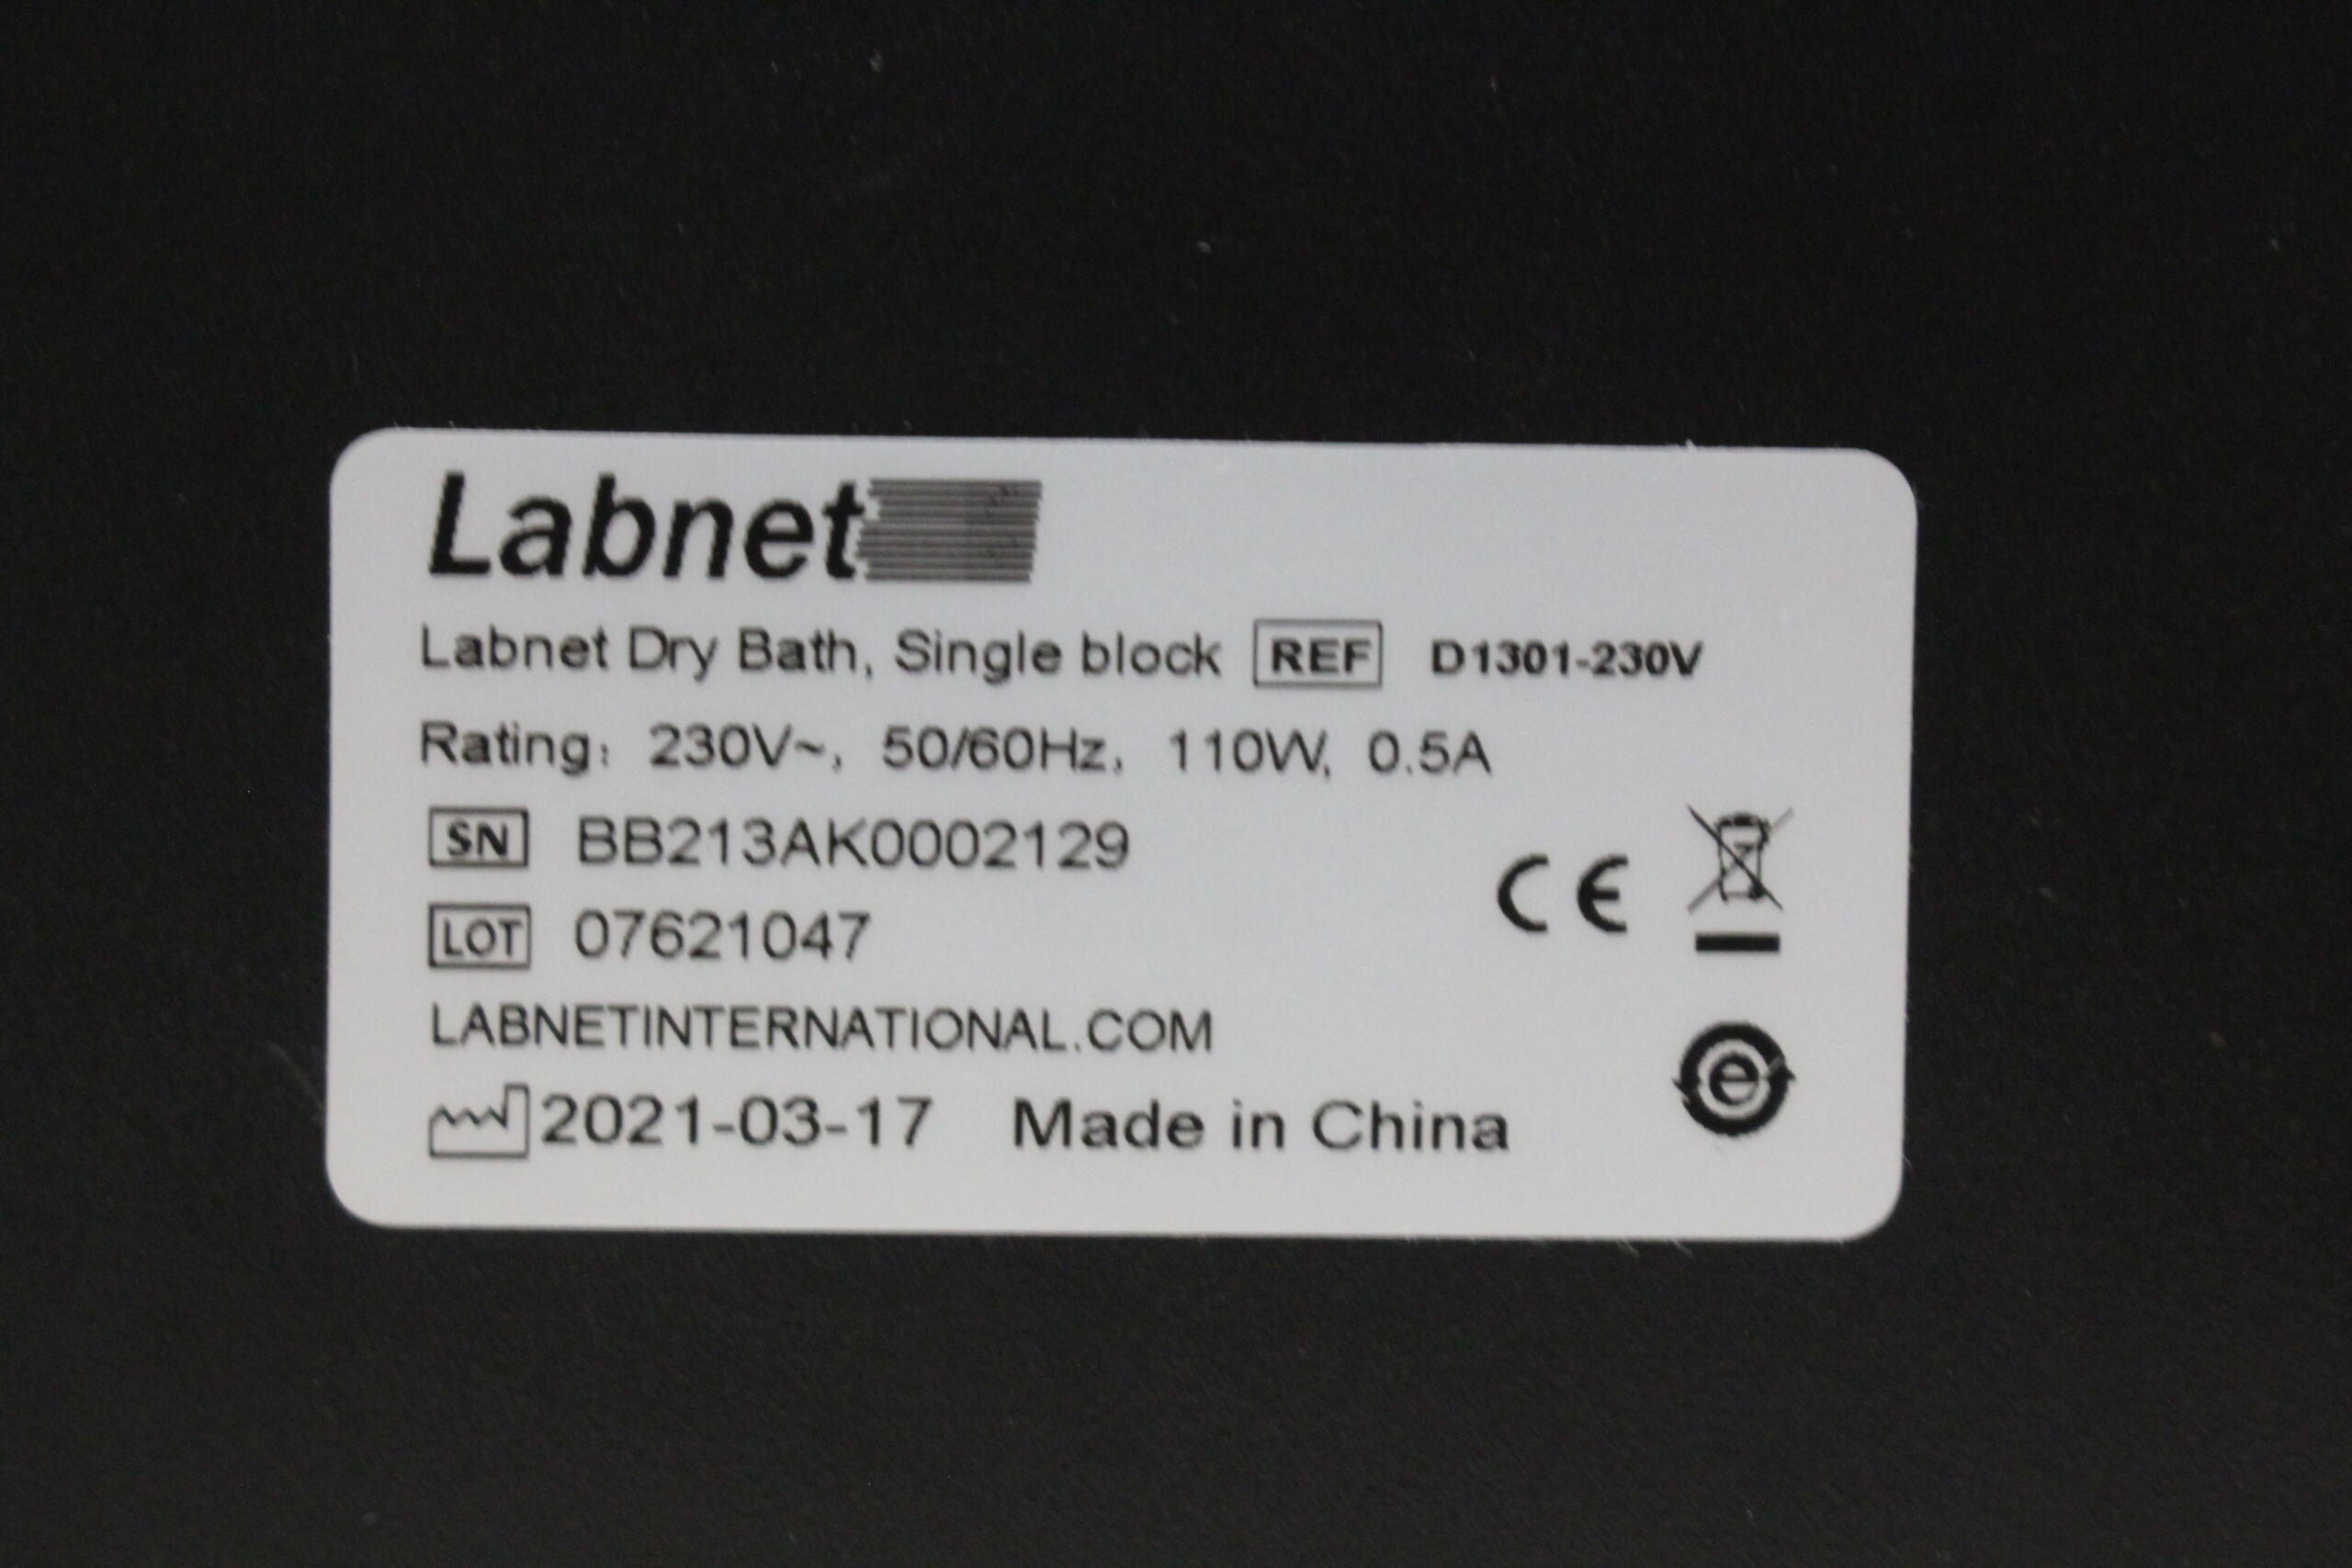 Labnet
Labnet Dry Bath, Single block REF D1301-230V
Rating: 230V~, 50/60Hz, 110W, 0.5A
SN BB213AK0002129
LOT 07621047
CE
LABNETINTERNATIONAL.COM
e
2021-03-17 Made in China